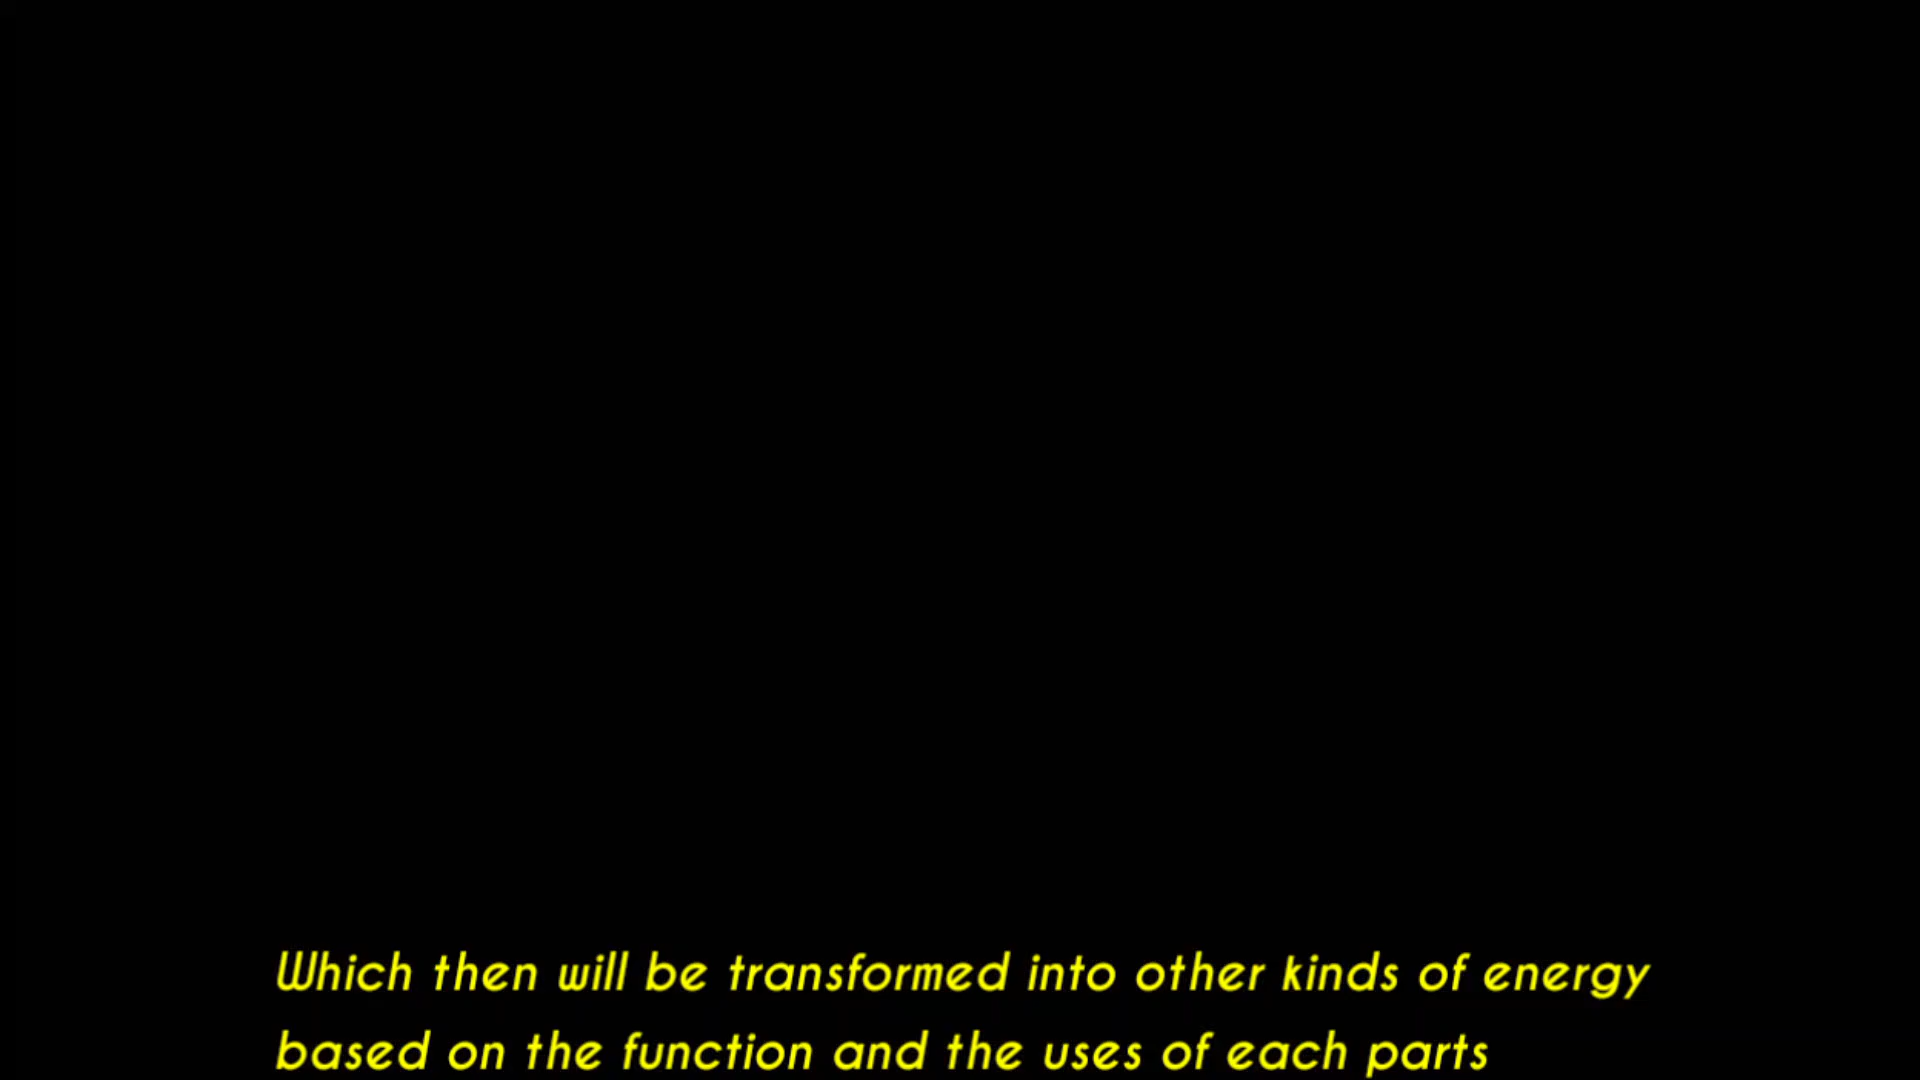 Which then will be transformed into other kinds of energy
based on the function and the uses of each parts